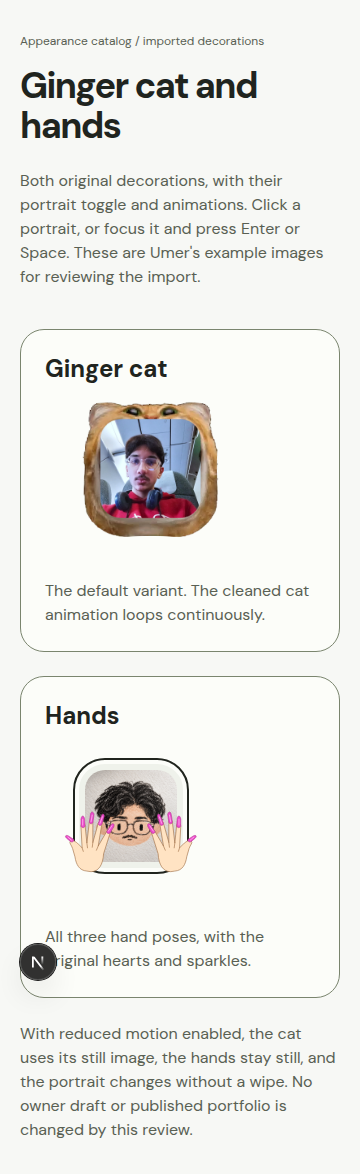 Appearance catalog / imported decorations
Ginger cat and
hands
Both original decorations, with their
portrait toggle and animations. Click a
portrait, or focus it and press Enter or
Space. These are Umer's example images
for reviewing the import.
Ginger cat
The default variant. The cleaned cat
animation loops continuously.
Hands
All three hand poses, with the
N
original hearts and sparkles.
With reduced motion enabled, the cat
uses its still image, the hands stay still, and
the portrait changes without a wipe. No
owner draft or published portfolio is
changed by this review.